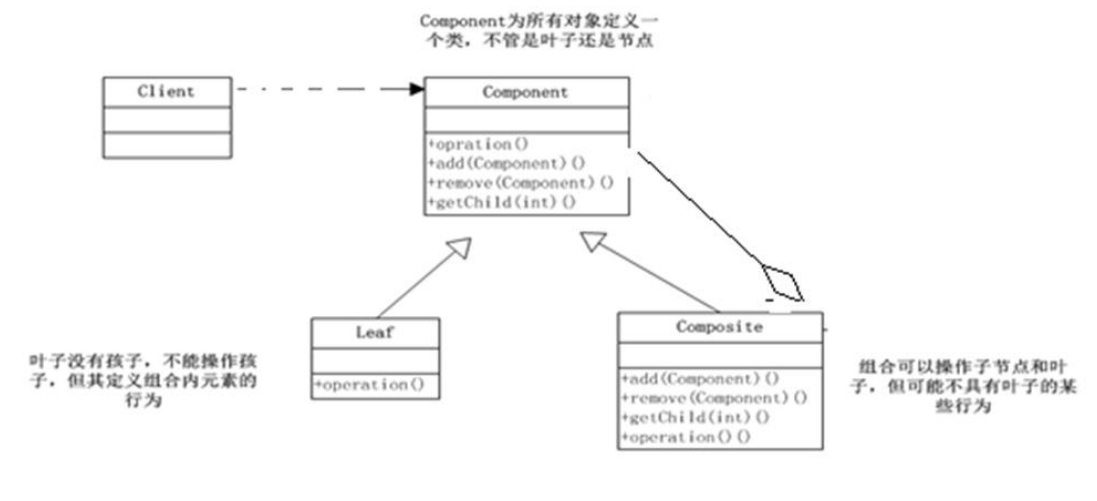 Component为所有对象定义一
个类，不管是叶子还是节点
Client
Component
+opration()
+add(Component)()
+remove(Component)()
+getChild(int)()
Leaf
+operation()
Composite
+add(Component)()
+remove(Component)()
+getChild(int)()
+operation()()
叶子没有孩子，不能操作孩
子，但其定义组合内元素的
行为
组合可以操作子节点和叶
子，但可能不具有叶子的某
些行为